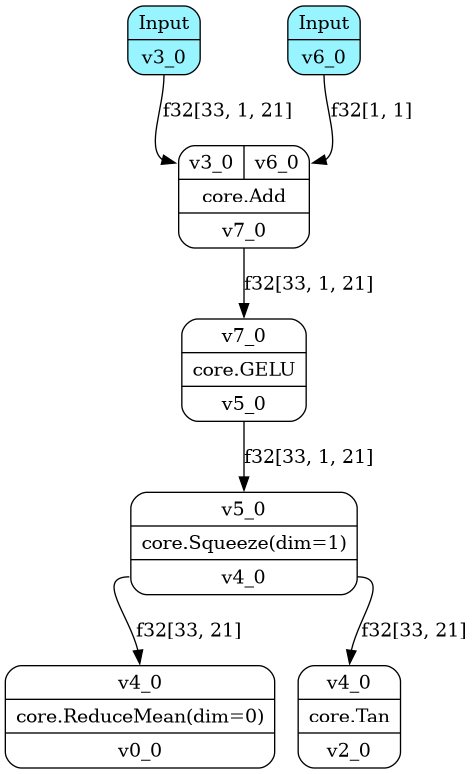 Input
v3_0
Input
v6_0
f32[33, 1, 21]
f32[1, 1]
v3_0
v6_0
core.Add
v7_0
f32[33, 1, 21]
v7_0
core.GELU
v5_0
f32[33, 1, 21]
v5_0
core.Squeeze(dim=1)
v4_0
f32[33, 21]
f32[33, 21]
v4_0
core.ReduceMean(dim=0)
v0_0
v4_0
core.Tan
v2_0